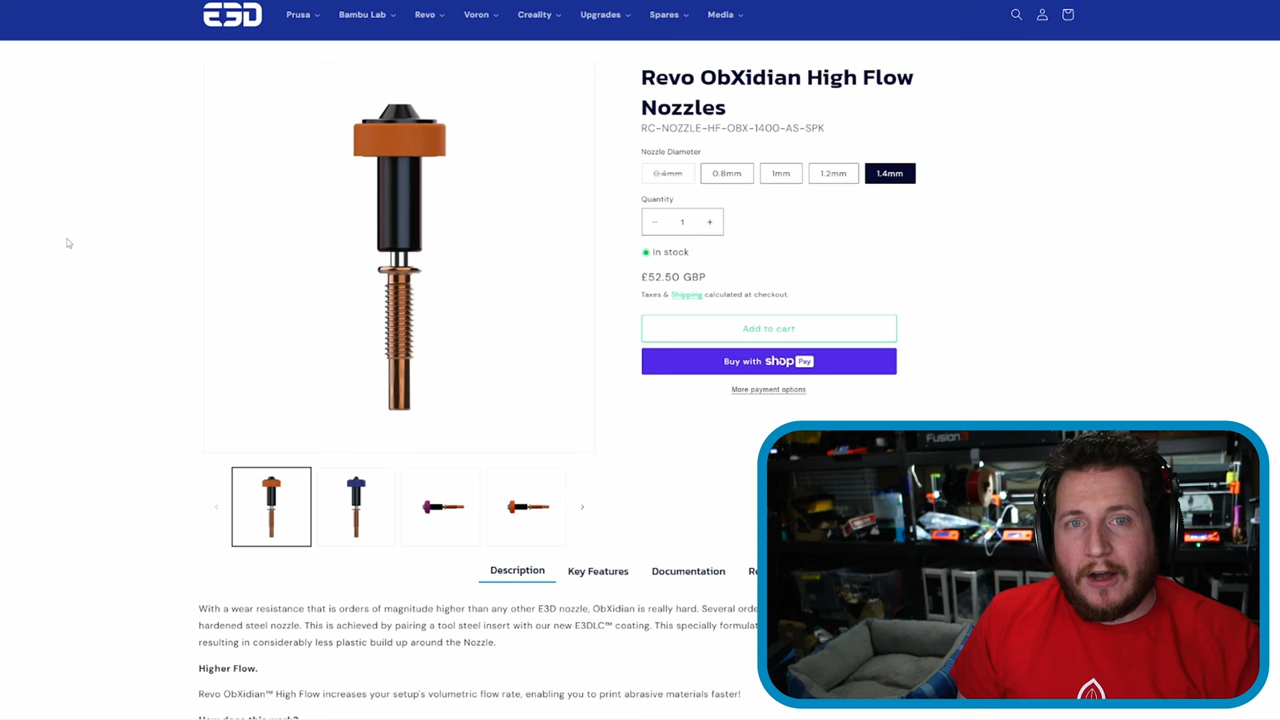 E3D
Prusa Bambu Lab Revo Voron Creality Upgrades Spares Media
Revo ObXidian High Flow
Nozzles
RC-NOZZLE-HF-OBX-1400-AS-SPK
Nozzle Diameter
0.4mm 0.8mm 1mm 1.2mm 1.4mm
Quantity
− 1 +
In stock
£52.50 GBP
Taxes & Shipping calculated at checkout.
Add to cart
Buy with shop Pay
More payment options
Description Key Features Documentation Re
With a wear resistance that is orders of magnitude higher than any other E3D nozzle, ObXidian is really hard. Several orde
hardened steel nozzle. This is achieved by pairing a tool steel insert with our new E3DLC™ coating. This specially formulat
resulting in considerably less plastic build up around the Nozzle.
Higher Flow.
Revo ObXidian™ High Flow increases your setup's volumetric flow rate, enabling you to print abrasive materials faster!
How does this work?
Fusion